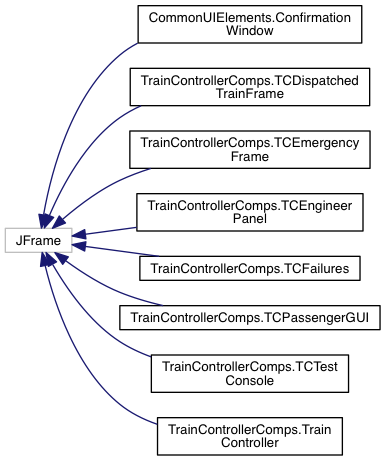 CommonUIElements.Confirmation
Window
TrainControllerComps.TCDispatched
TrainFrame
TrainControllerComps.TCEmergency
Frame
TrainControllerComps.TCEngineer
Panel
JFrame
TrainControllerComps.TCFailures
TrainControllerComps.TCPassengerGUI
TrainControllerComps.TCTest
Console
TrainControllerComps.Train
Controller